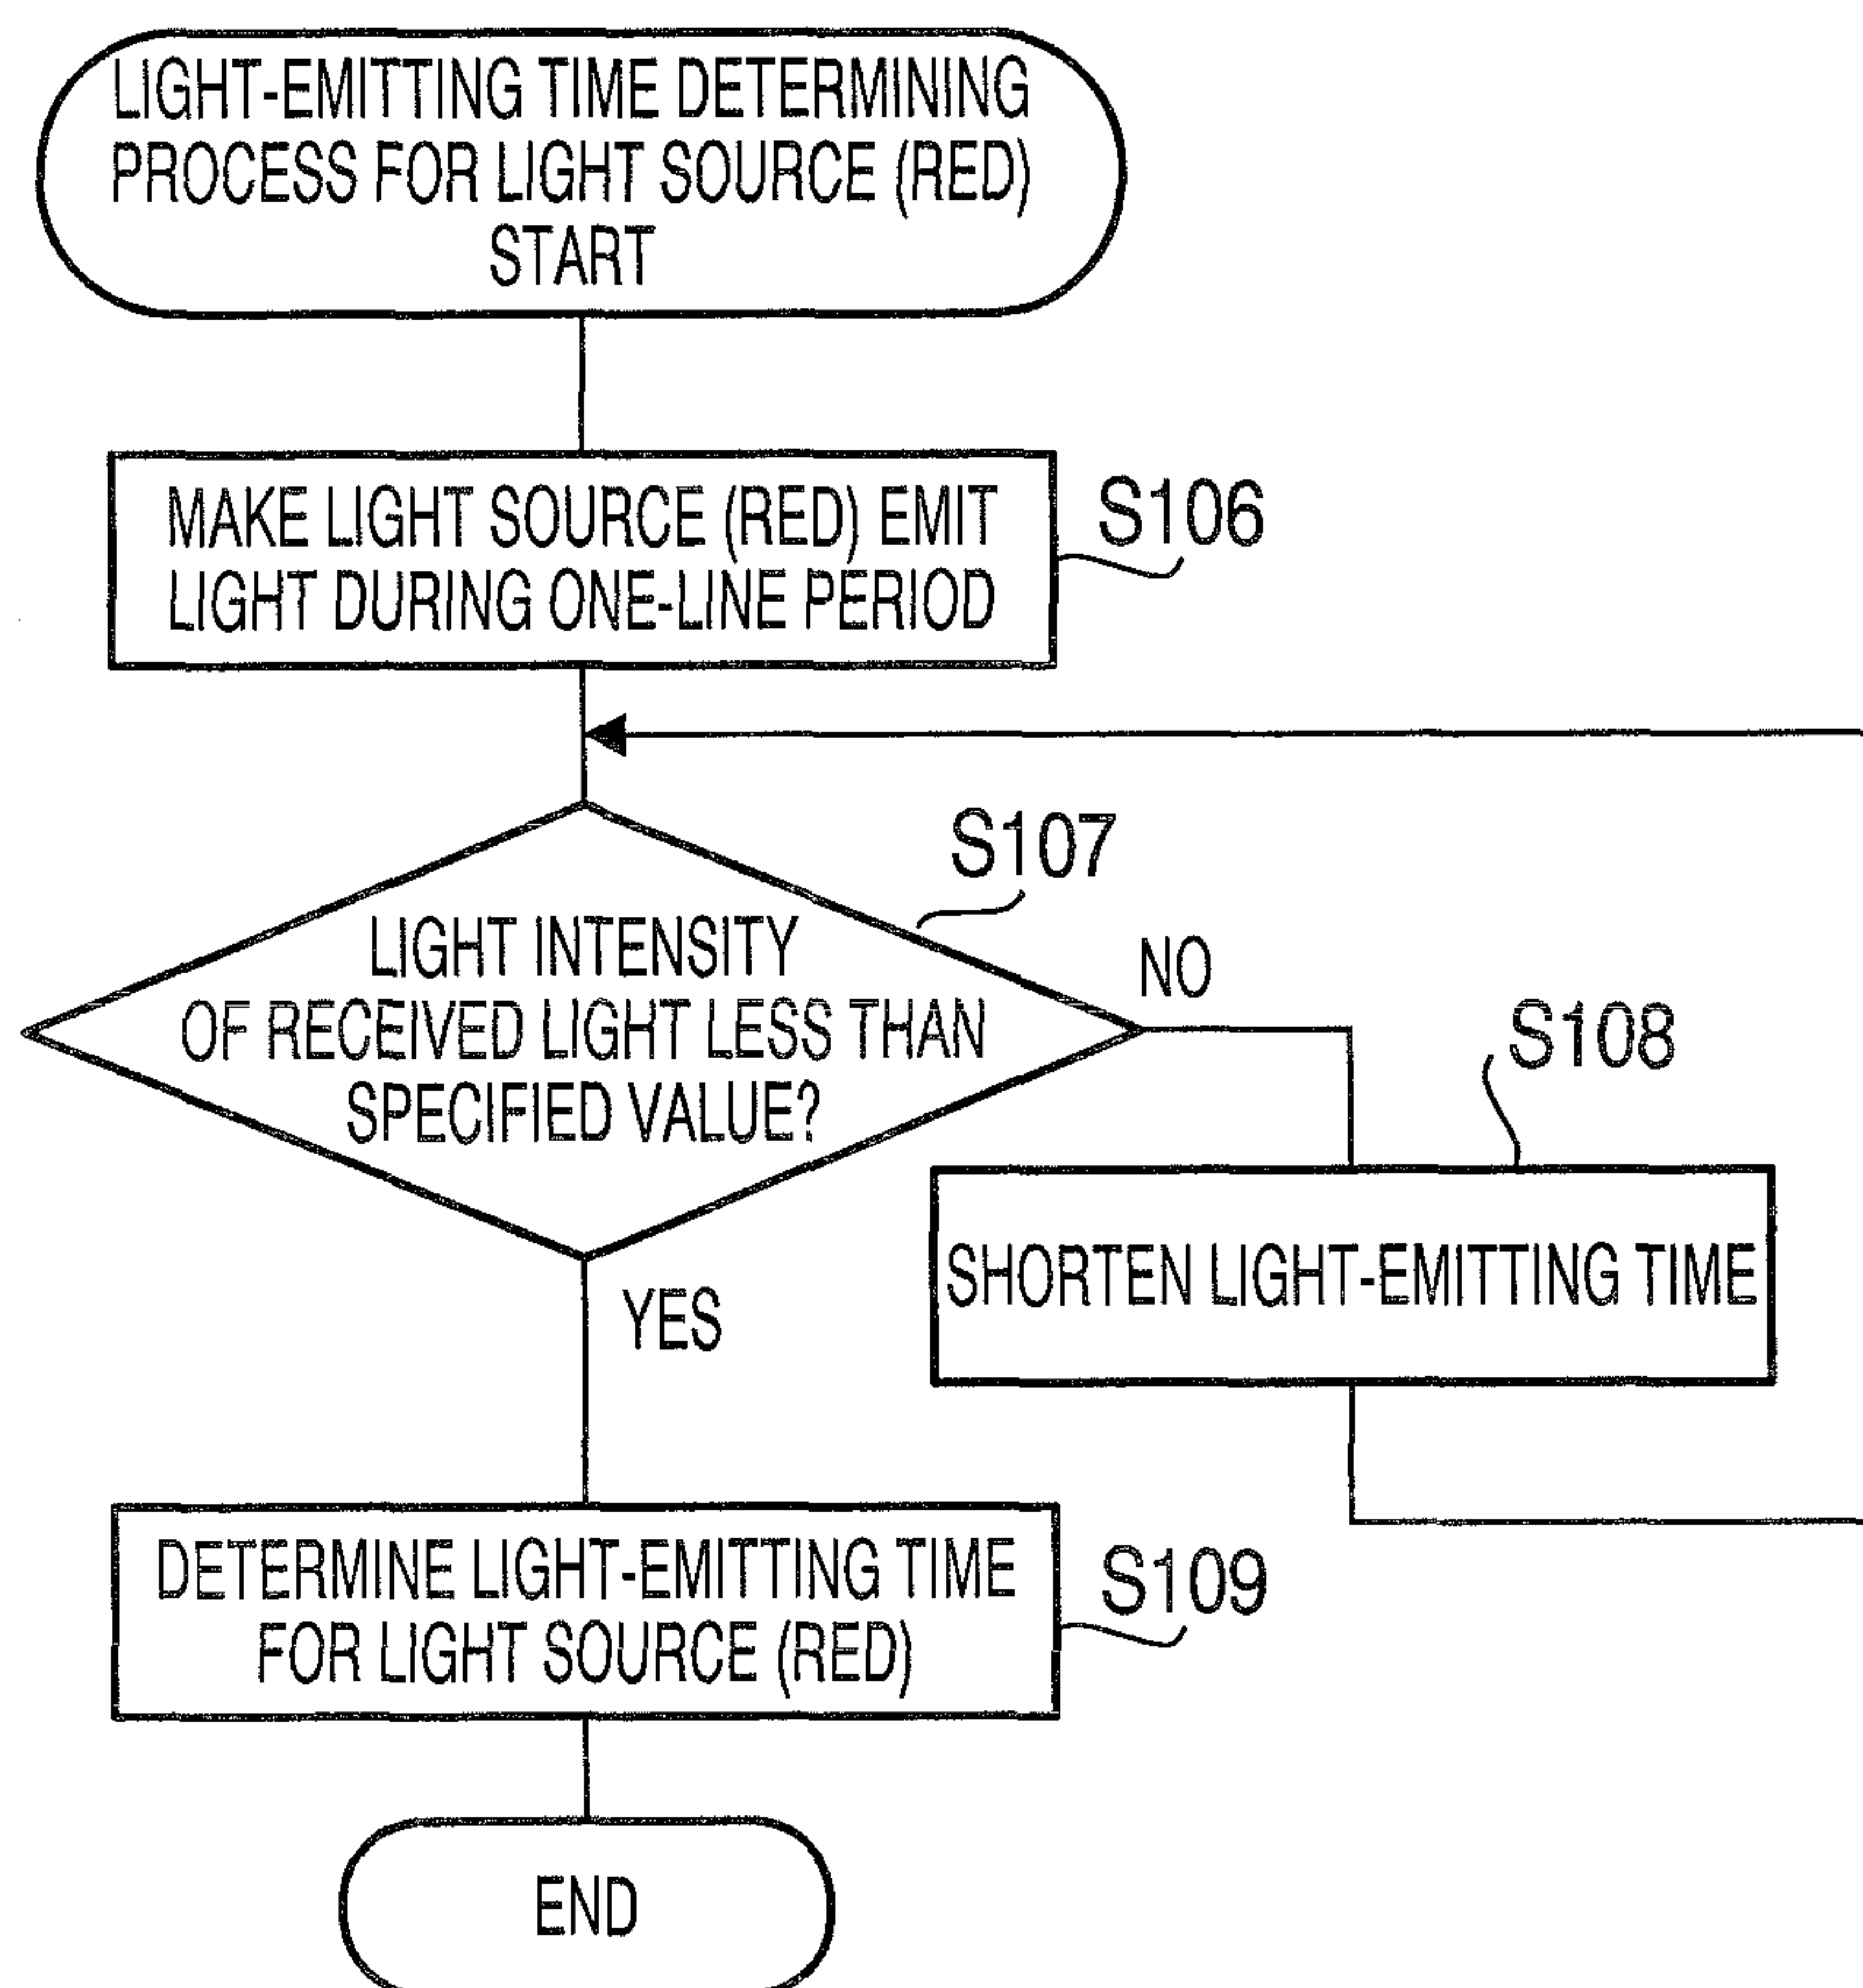 LIGHT-EMITTING TIME DETERMINING
PROCESS FOR LIGHT SOURCE (RED)
START
MAKE LIGHT SOURCE (RED) EMIT
LIGHT DURING ONE-LINE PERIOD
S106
S107
LIGHT INTENSITY
OF RECEIVED LIGHT LESS THAN
SPECIFIED VALUE?
NO
S108
SHORTEN LIGHT-EMITTING TIME
YES
DETERMINE LIGHT-EMITTING TIME
FOR LIGHT SOURCE (RED)
S109
END